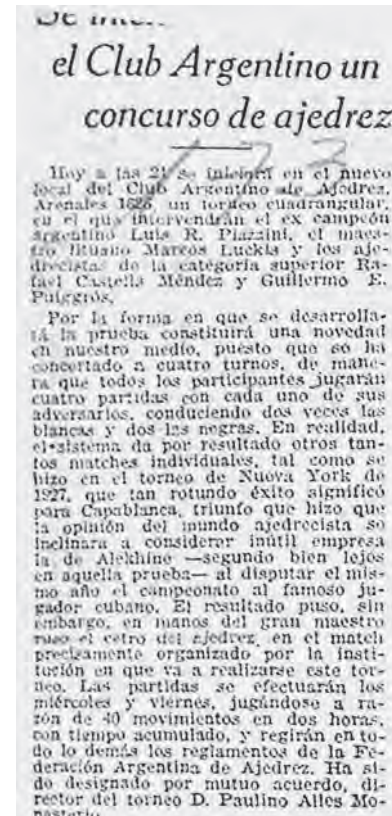 el Club Argentino un
concurso de ajedrez
Hoy a las 21 se iniciará en el nuevo
local del Club Argentino de Ajedrez,
Arenales 1626, un torneo cuadrangular,
en el que intervendrán el ex campeón
argentino Luis R. Piazzini, el maes-
tro lituano Marcos Luckis y los aje-
drecistas de la categoría superior Ra-
fael Castells Méndez y Guillermo E.
Puiggrós.
Por la forma en que se desarrolla-
rá la prueba constituirá una novedad
en nuestro medio, puesto que se ha
concertado a cuatro turnos, de mane-
ra que todos los participantes jugarán
cuatro partidas con cada uno de sus
adversarios, conduciendo dos veces las
blancas y dos las negras. En realidad,
el sistema da por resultado otros tan-
tos matches individuales, tal como se
hizo en el torneo de Nueva York de
1927, que tan rotundo éxito significó
para Capablanca, triunfo que hizo que
la opinión del mundo ajedrecista se
inclinara a considerar inútil empresa
la de Alekhine —segundo bien lejos
en aquella prueba— al disputar el mis-
mo año el campeonato al famoso ju-
gador cubano. El resultado puso, sin
embargo, en manos del gran maestro
ruso el cetro del ajedrez, en el match
precisamente organizado por la insti-
tución en que va a realizarse este tor-
neo. Las partidas se efectuarán los
miércoles y viernes, jugándose a ra-
zón de 40 movimientos en dos horas,
con tiempo acumulado, y regirán en to-
do lo demás los reglamentos de la Fe-
deración Argentina de Ajedrez. Ha si-
do designado por mutuo acuerdo, di-
rector del torneo D. Paulino Alles Mo-